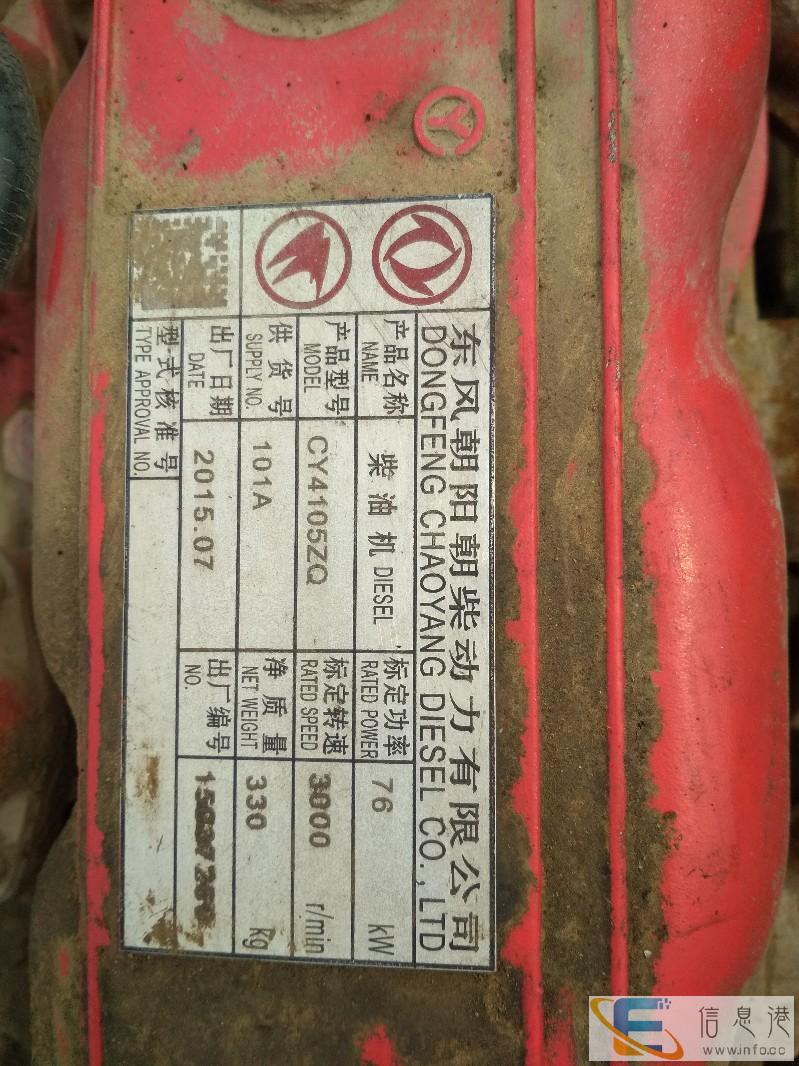 东风朝阳朝柴动力有限公司
DONGFENG CHAOYANG DIESEL CO.,LTD
产品名称 柴油机 DIESEL 标定功率 76 kW
NAME RATED POWER
产品型号 CY4105ZQ 标定转速 3000 r/min
MODEL RATED SPEED
供货号 101A 净质量 330 kg
SUPPLY NO. NET WEIGHT
出厂日期 2015.07 出厂编号
DATE NO.
型式核准号
TYPE APPROVAL NO.
信息港
www.info.cc